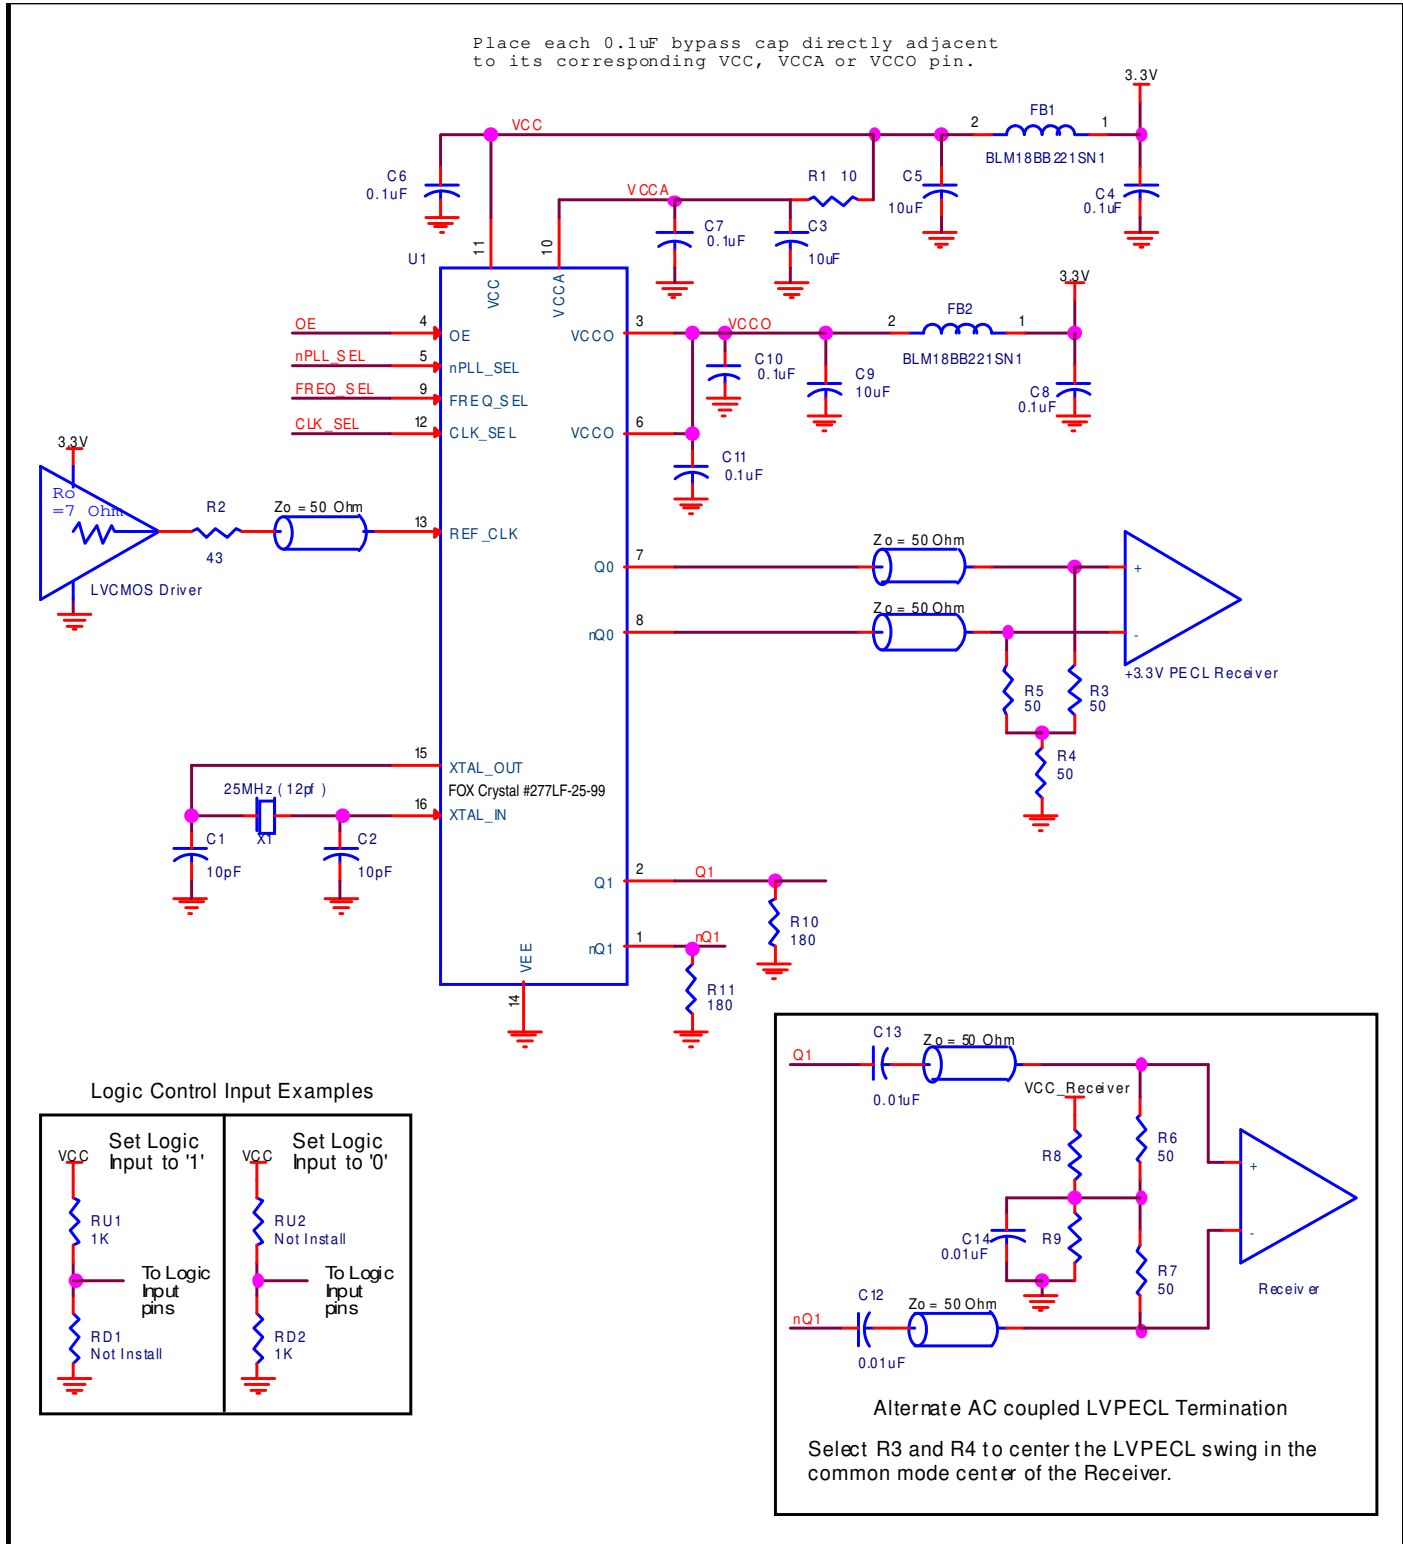 Place each 0.1uF bypass cap directly adjacent
to its corresponding VCC, VCCA or VCCO pin.
3.3V
VCC
2
FB1
1
BLM18BB221SN1
C6
0.1uF
VCCA
R1 10
C5
10uF
C4
0.1uF
C7
0.1uF
C3
10uF
U1
11
10
VCC
VCCA
3.3V
OE
4
OE
VCCO
3
VCCO
2
FB2
1
BLM18BB221SN1
nPLL_SEL
5
nPLL_SEL
C10
0.1uF
C9
10uF
C8
0.1uF
FREQ_SEL
9
FREQ_SEL
CLK_SEL
12
CLK_SEL
VCCO
6
C11
0.1uF
3.3V
Ro
=7 Ohm
R2
43
Zo = 50 Ohm
13
REF_CLK
LVCMOS Driver
Q0
7
Zo = 50 Ohm
+
nQ0
8
Zo = 50 Ohm
-
+3.3V PECL Receiver
R5
50
R3
50
R4
50
15
XTAL_OUT
25MHz (12pf )
FOX Crystal #277LF-25-99
16
XTAL_IN
X1
C1
10pF
C2
10pF
Q1
2
Q1
R10
180
nQ1
1
nQ1
R11
180
VEE
14
Logic Control Input Examples
Set Logic
Input to '1'
VCC
RU1
1K
To Logic
Input
pins
RD1
Not Install
Set Logic
Input to '0'
VCC
RU2
Not Install
To Logic
Input
pins
RD2
1K
Q1
C13
0.01uF
Zo = 50 Ohm
VCC_Receiver
R8
R6
50
+
C14
0.01uF
R9
R7
50
-
Receiver
nQ1
C12
0.01uF
Zo = 50 Ohm
Alternate AC coupled LVPECL Termination
Select R3 and R4 to center the LVPECL swing in the
common mode center of the Receiver.